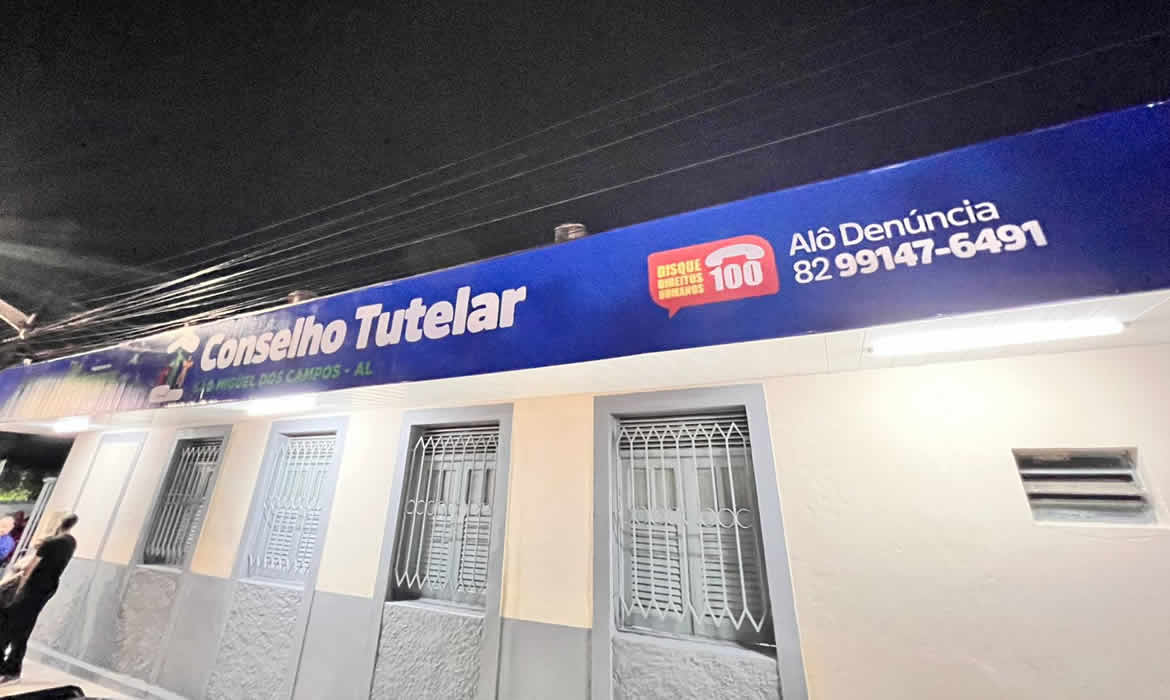 Conselho Tutelar
SÃO MIGUEL DOS CAMPOS - AL
DISQUE
DIREITOS
HUMANOS
100
Alô Denúncia
82 99147-6491